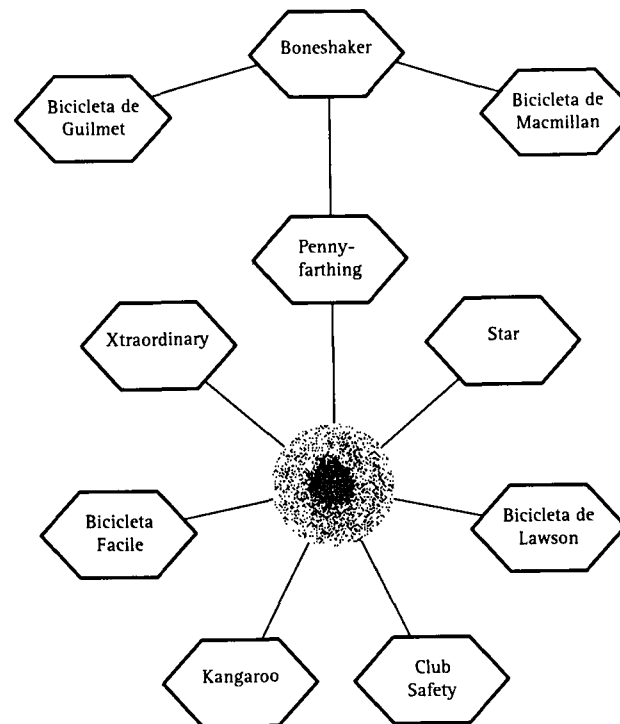 Boneshaker
Bicicleta de
Guilmet
Bicicleta de
Macmillan
Penny-
farthing
Xtraordinary
Star
Bicicleta
Facile
Bicicleta de
Lawson
Kangaroo
Club
Safety